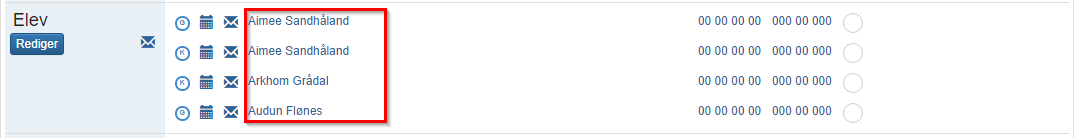 Elev
Rediger
G Aimee Sandhåland 00 00 00 00 000 00 000
K Aimee Sandhåland 00 00 00 00 000 00 000
K Arkhom Grådal 00 00 00 00 000 00 000
G Audun Flønes 00 00 00 00 000 00 000